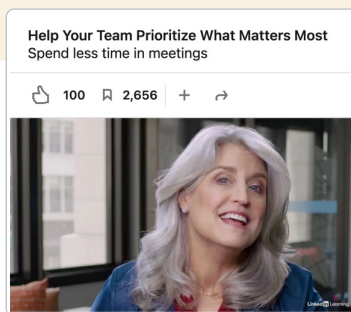 Help Your Team Prioritize What Matters Most
Spend less time in meetings
100 2,656
LinkedIn Learning